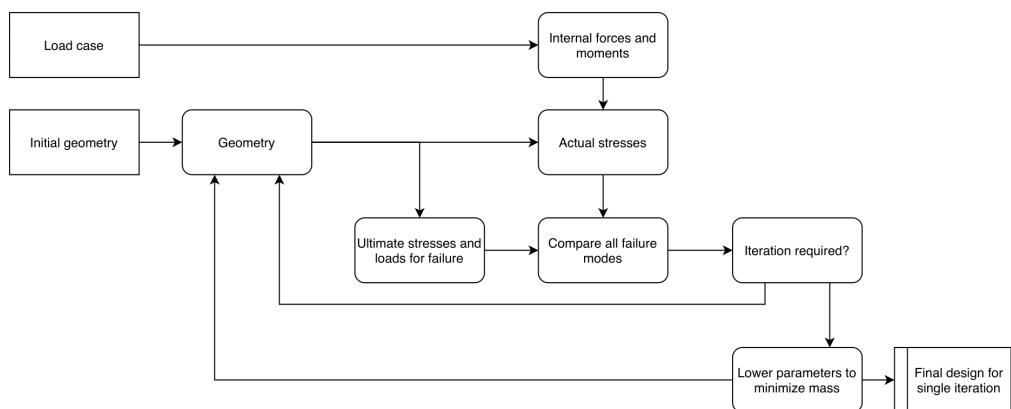 Load case
Internal forces and
moments
Initial geometry
Geometry
Actual stresses
Ultimate stresses and
loads for failure
Compare all failure
modes
Iteration required?
Lower parameters to
minimize mass
Final design for
single iteration